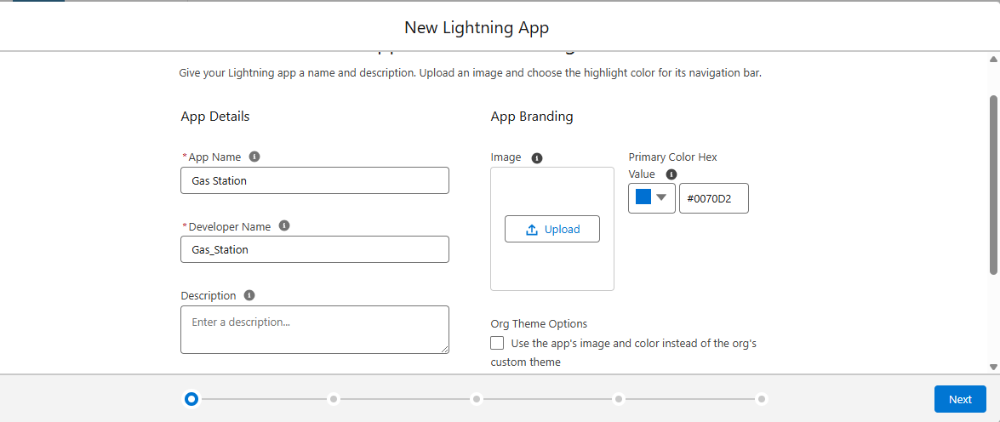 New Lightning App
Give your Lightning app a name and description. Upload an image and choose the highlight color for its navigation bar.
App Details
*App Name
Gas Station
*Developer Name
Gas_Station
Description
Enter a description...
App Branding
Image
Upload
Primary Color Hex
Value
#0070D2
Org Theme Options
Use the app's image and color instead of the org's
custom theme
Next